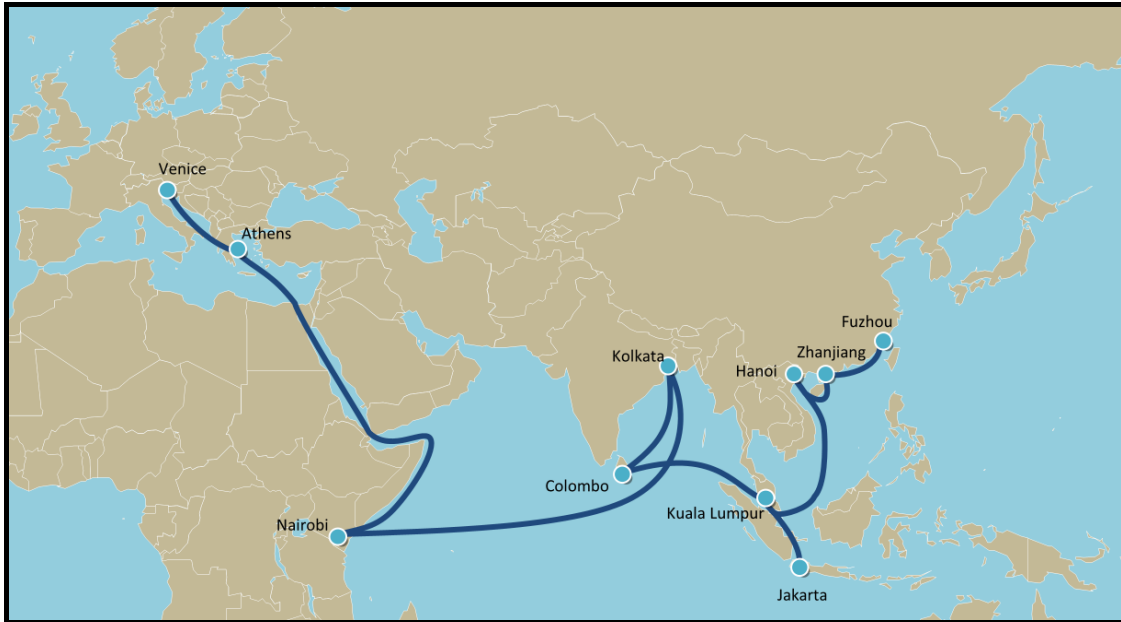 Venice
Athens
Fuzhou
Zhanjiang
Kolkata
Hanoi
Colombo
Kuala Lumpur
Nairobi
Jakarta